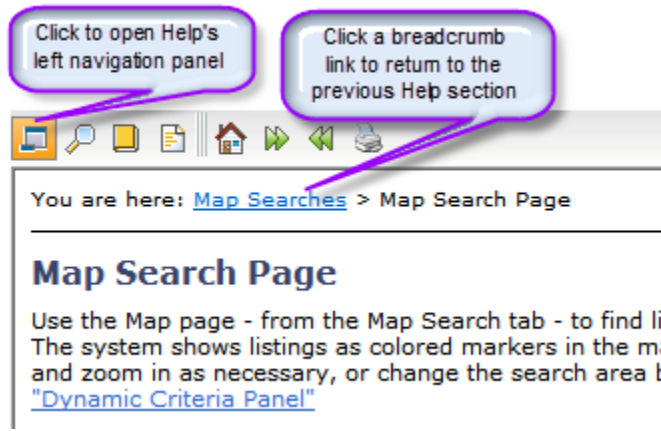 Click to open Help's
left navigation panel
Click a breadcrumb
link to return to the
previous Help section
You are here: Map Searches > Map Search Page
Map Search Page
Use the Map page - from the Map Search tab - to find
The system shows listings as colored markers in the
and zoom in as necessary, or change the search area
"Dynamic Criteria Panel"